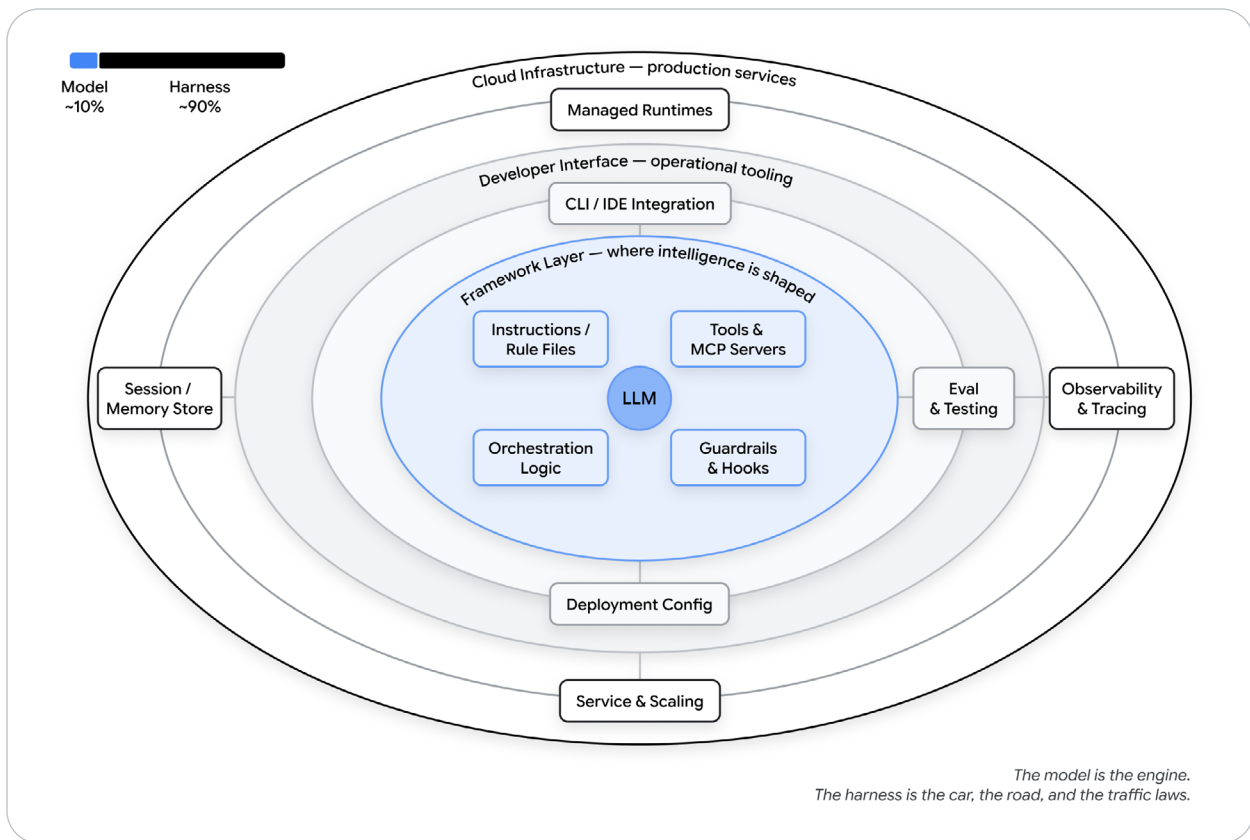 Model
~10%
Harness
~90%
Cloud Infrastructure — production services
Managed Runtimes
Developer Interface — operational tooling
CLI / IDE Integration
Framework Layer — where intelligence is shaped
Instructions /
Rule Files
Tools &
MCP Servers
Session /
Memory Store
LLM
Eval
& Testing
Observability
& Tracing
Orchestration
Logic
Guardrails
& Hooks
Deployment Config
Service & Scaling
The model is the engine.
The harness is the car, the road, and the traffic laws.